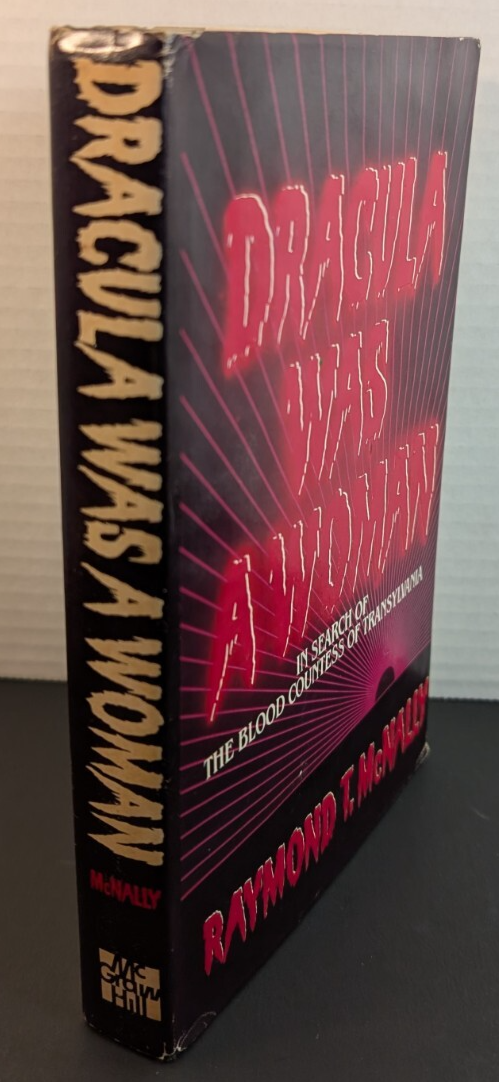 DRACULA WAS A WOMAN
McNALLY
Mc
Graw
Hill
DRACULA
WAS
A WOMAN
IN SEARCH OF
THE BLOOD COUNTESS OF TRANSYLVANIA
RAYMOND T. McNALLY